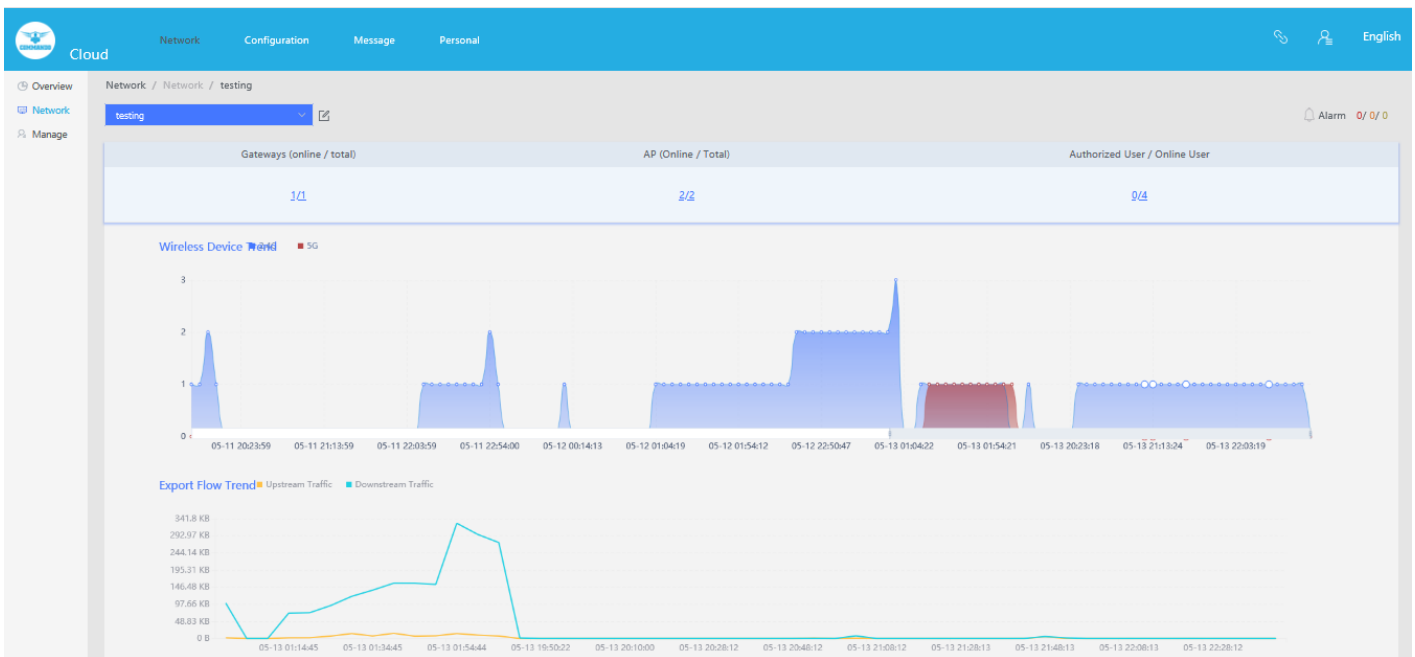 COMMANDO
Cloud Network Configuration Message Personal English
Overview
Network
Manage
Network / Network / testing
testing
Alarm 0/ 0/ 0
Gateways (online / total) AP (Online / Total) Authorized User / Online User
1/1 2/2 0/4
Wireless Device Trend 5G
3
2
1
0
05-11 20:23:59 05-11 21:13:59 05-11 22:03:59 05-11 22:54:00 05-12 00:14:13 05-12 01:04:19 05-12 01:54:12 05-12 22:50:47 05-13 01:04:22 05-13 01:54:21 05-13 20:23:18 05-13 21:13:24 05-13 22:03:19
Export Flow Trend Upstream Traffic Downstream Traffic
341.8 KB
292.97 KB
244.14 KB
195.31 KB
146.48 KB
97.66 KB
48.83 KB
0 B
05-13 01:14:45 05-13 01:34:45 05-13 01:54:44 05-13 19:50:22 05-13 20:10:00 05-13 20:28:12 05-13 20:48:12 05-13 21:08:12 05-13 21:28:13 05-13 21:48:13 05-13 22:08:13 05-13 22:28:12